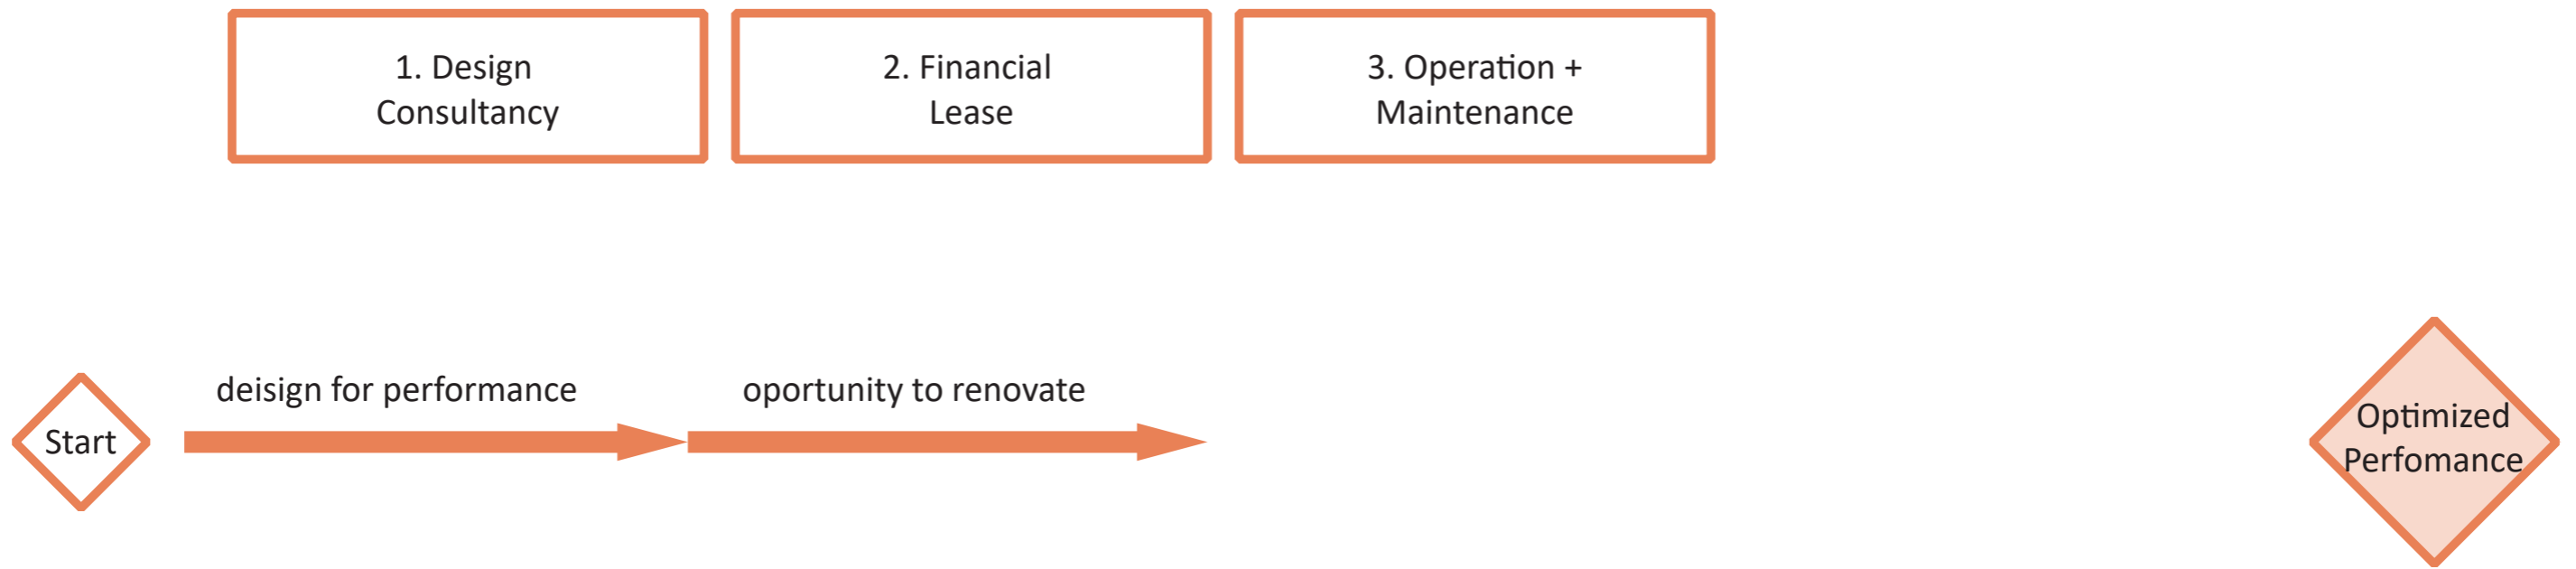 1. Design
Consultancy
2. Financial
Lease
3. Operation +
Maintenance
Start
deisign for performance
oportunity to renovate
Optimized
Perfomance